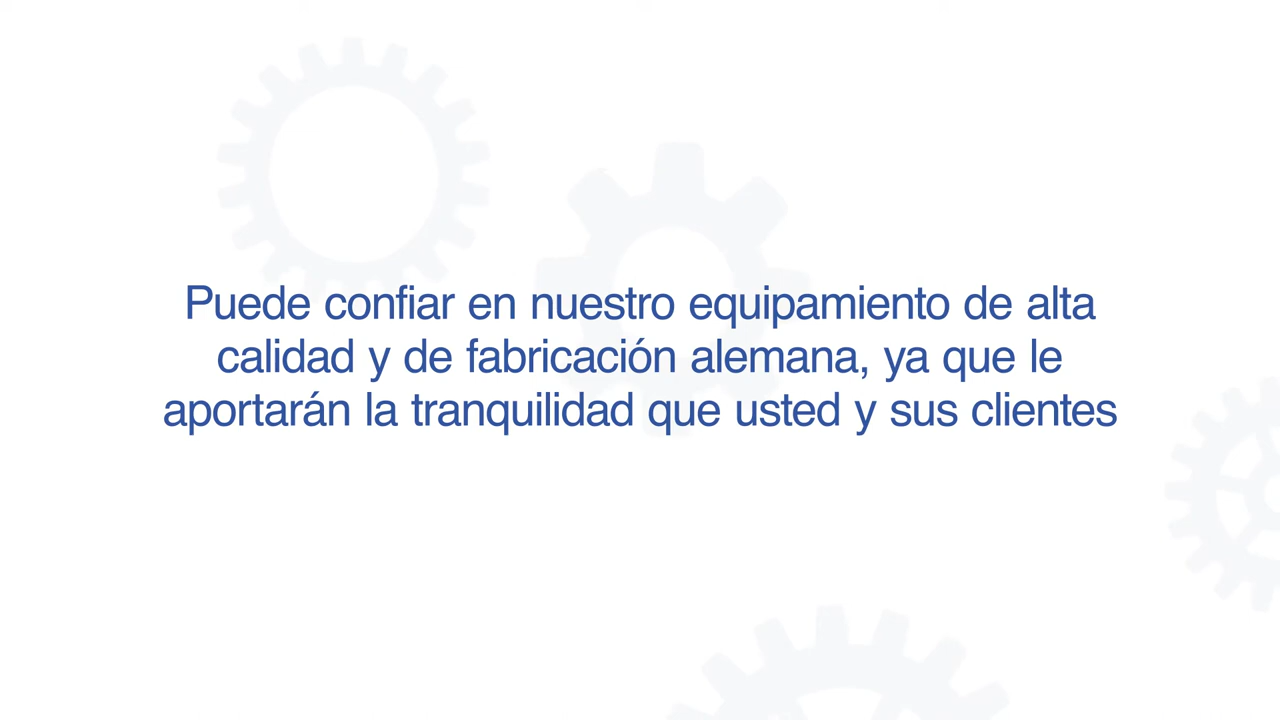 Puede confiar en nuestro equipamiento de alta
calidad y de fabricación alemana, ya que le
aportarán la tranquilidad que usted y sus clientes